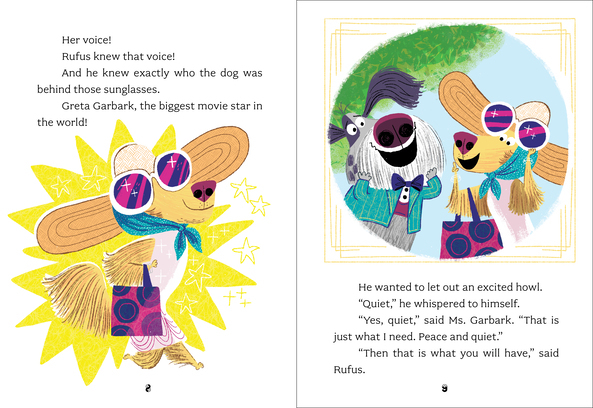 Her voice!
Rufus knew that voice!
And he knew exactly who the dog was
behind those sunglasses.
Greta Garbark, the biggest movie star in
the world!
8
He wanted to let out an excited howl.
“Quiet,” he whispered to himself.
“Yes, quiet,” said Ms. Garbark. “That is
just what I need. Peace and quiet.”
“Then that is what you will have,” said
Rufus.
9